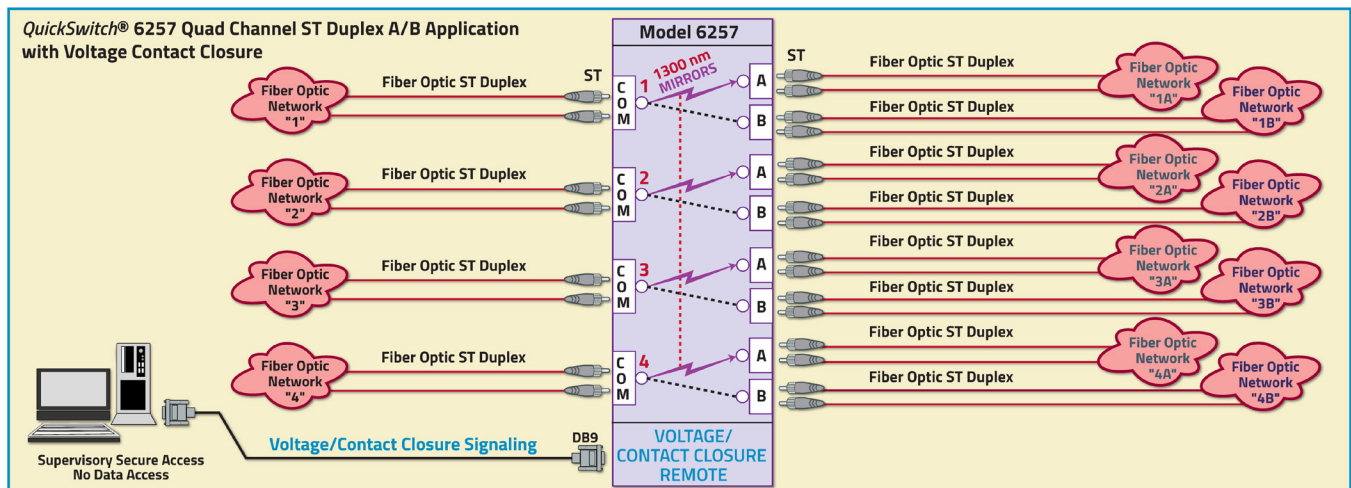 QuickSwitch® 6257 Quad Channel ST Duplex A/B Application
with Voltage Contact Closure
Model 6257
ST
ST
1300 nm
MIRRORS
Fiber Optic
Network
"1"
Fiber Optic ST Duplex
C
O
M
1
A
B
Fiber Optic ST Duplex
Fiber Optic
Network
"1A"
Fiber Optic ST Duplex
Fiber Optic
Network
"1B"
Fiber Optic
Network
"2"
Fiber Optic ST Duplex
C
O
M
2
A
B
Fiber Optic ST Duplex
Fiber Optic
Network
"2A"
Fiber Optic ST Duplex
Fiber Optic
Network
"2B"
Fiber Optic
Network
"3"
Fiber Optic ST Duplex
C
O
M
3
A
B
Fiber Optic ST Duplex
Fiber Optic
Network
"3A"
Fiber Optic ST Duplex
Fiber Optic
Network
"3B"
Fiber Optic
Network
"4"
Fiber Optic ST Duplex
C
O
M
4
A
B
Fiber Optic ST Duplex
Fiber Optic
Network
"4A"
Fiber Optic ST Duplex
Fiber Optic
Network
"4B"
Voltage/Contact Closure Signaling
DB9
VOLTAGE/
CONTACT CLOSURE
REMOTE
Supervisory Secure Access
No Data Access